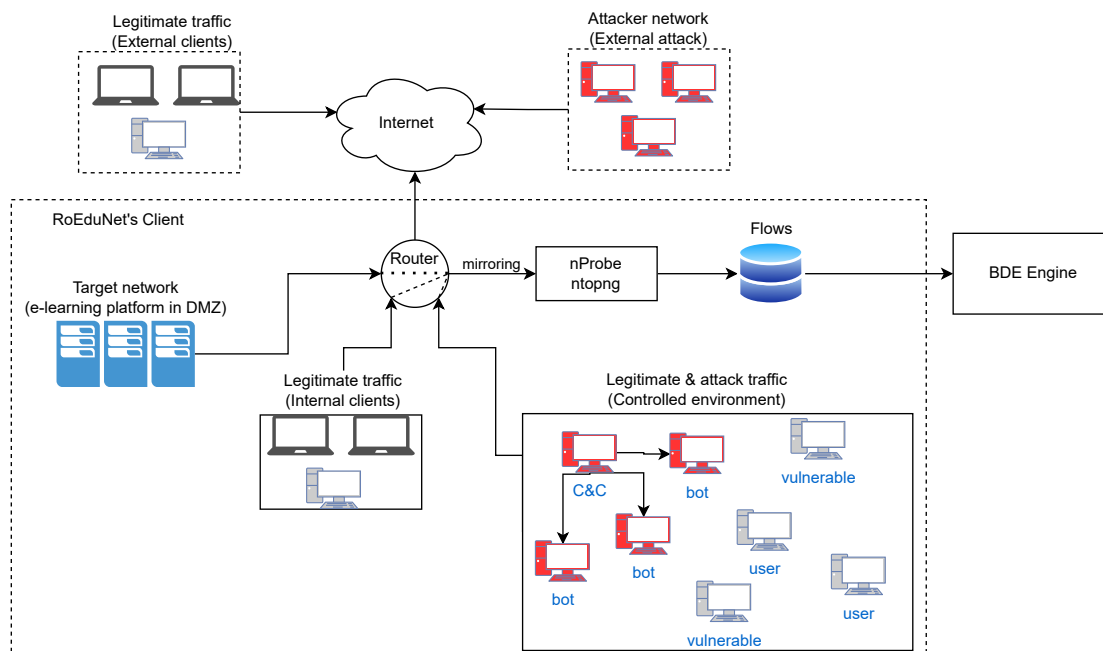 Legitimate traffic
(External clients)
Attacker network
(External attack)
Internet
RoEduNet's Client
Router
mirroring
nProbe
ntopng
Flows
BDE Engine
Target network
(e-learning platform in DMZ)
Legitimate traffic
(Internal clients)
Legitimate & attack traffic
(Controlled environment)
C&C
bot
vulnerable
bot
bot
user
user
vulnerable